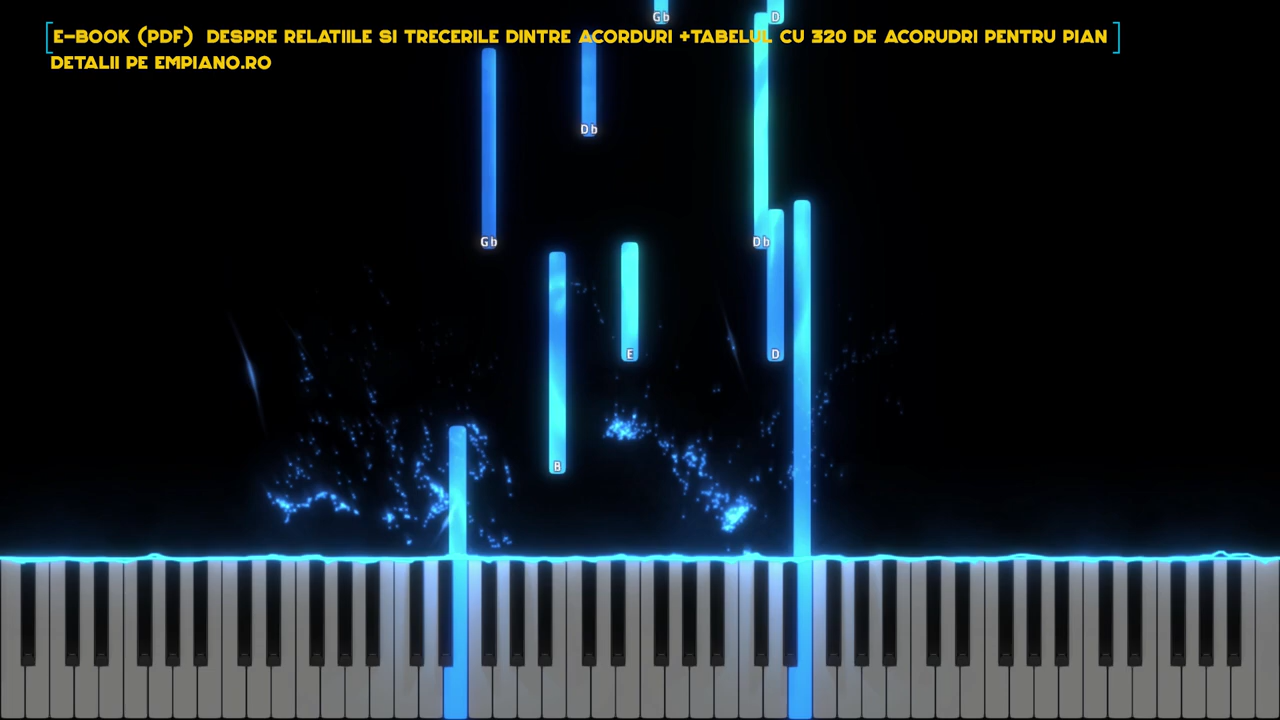 Gb D
[E-BOOK (PDF) DESPRE RELATIILE SI TRECERILE DINTRE ACORDURI +TABELUL CU 320 DE ACORUDRI PENTRU PIAN]
DETALII PE EMPIANO.RO
Db
Gb Db
E D
B